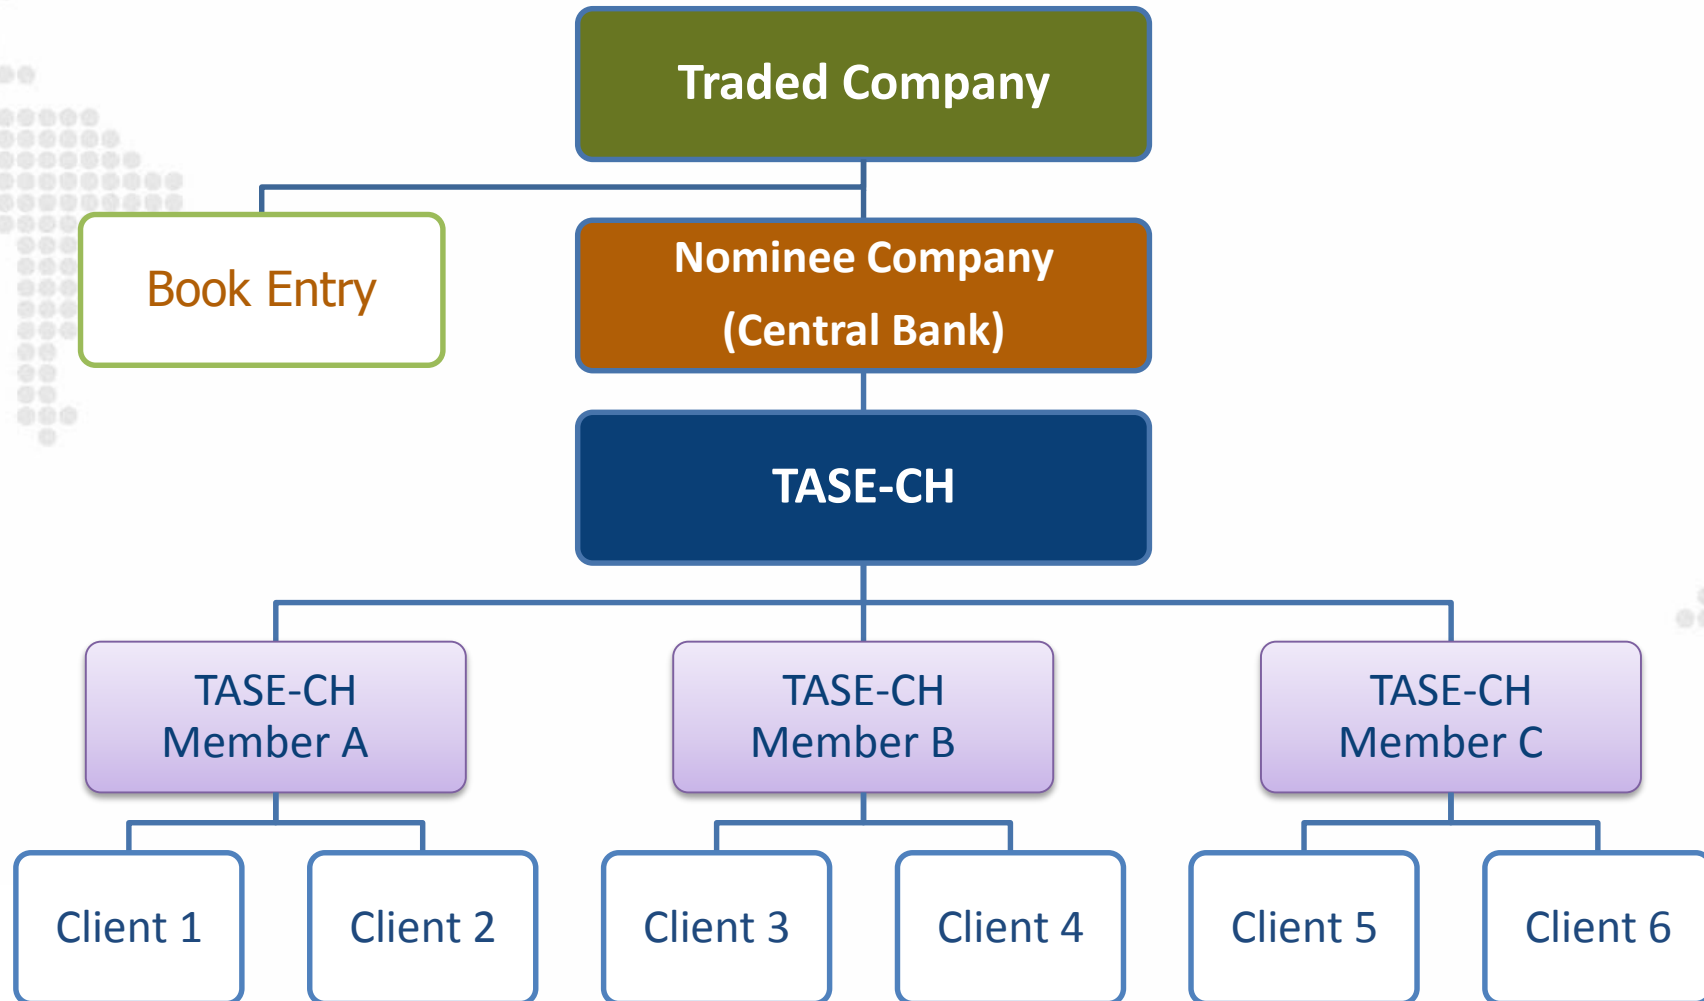 Traded Company
Book Entry
Nominee Company
(Central Bank)
TASE-CH
TASE-CH
Member A
TASE-CH
Member B
TASE-CH
Member C
Client 1
Client 2
Client 3
Client 4
Client 5
Client 6